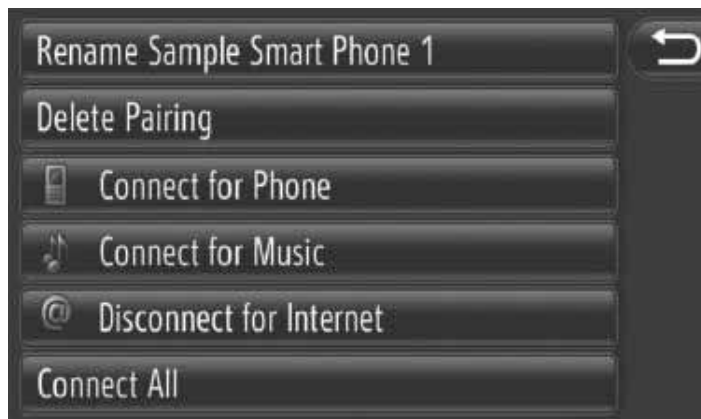 Rename Sample Smart Phone 1
Delete Pairing
Connect for Phone
Connect for Music
Disconnect for Internet
Connect All